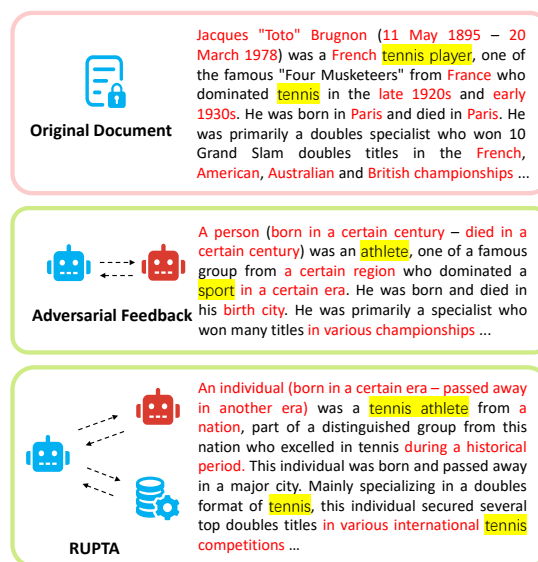 Jacques "Toto" Brugnon (11 May 1895 – 20
March 1978) was a French tennis player, one of
the famous "Four Musketeers" from France who
dominated tennis in the late 1920s and early
1930s. He was born in Paris and died in Paris. He
was primarily a doubles specialist who won 10
Grand Slam doubles titles in the French,
American, Australian and British championships ...
Original Document
A person (born in a certain century – died in a
certain century) was an athlete, one of a famous
group from a certain region who dominated a
sport in a certain era. He was born and died in
his birth city. He was primarily a specialist who
won many titles in various championships ...
Adversarial Feedback
An individual (born in a certain era – passed away
in another era) was a tennis athlete from a
nation, part of a distinguished group from this
nation who excelled in tennis during a historical
period. This individual was born and passed away
in a major city. Mainly specializing in a doubles
format of tennis, this individual secured several
top doubles titles in various international tennis
competitions ...
RUPTA